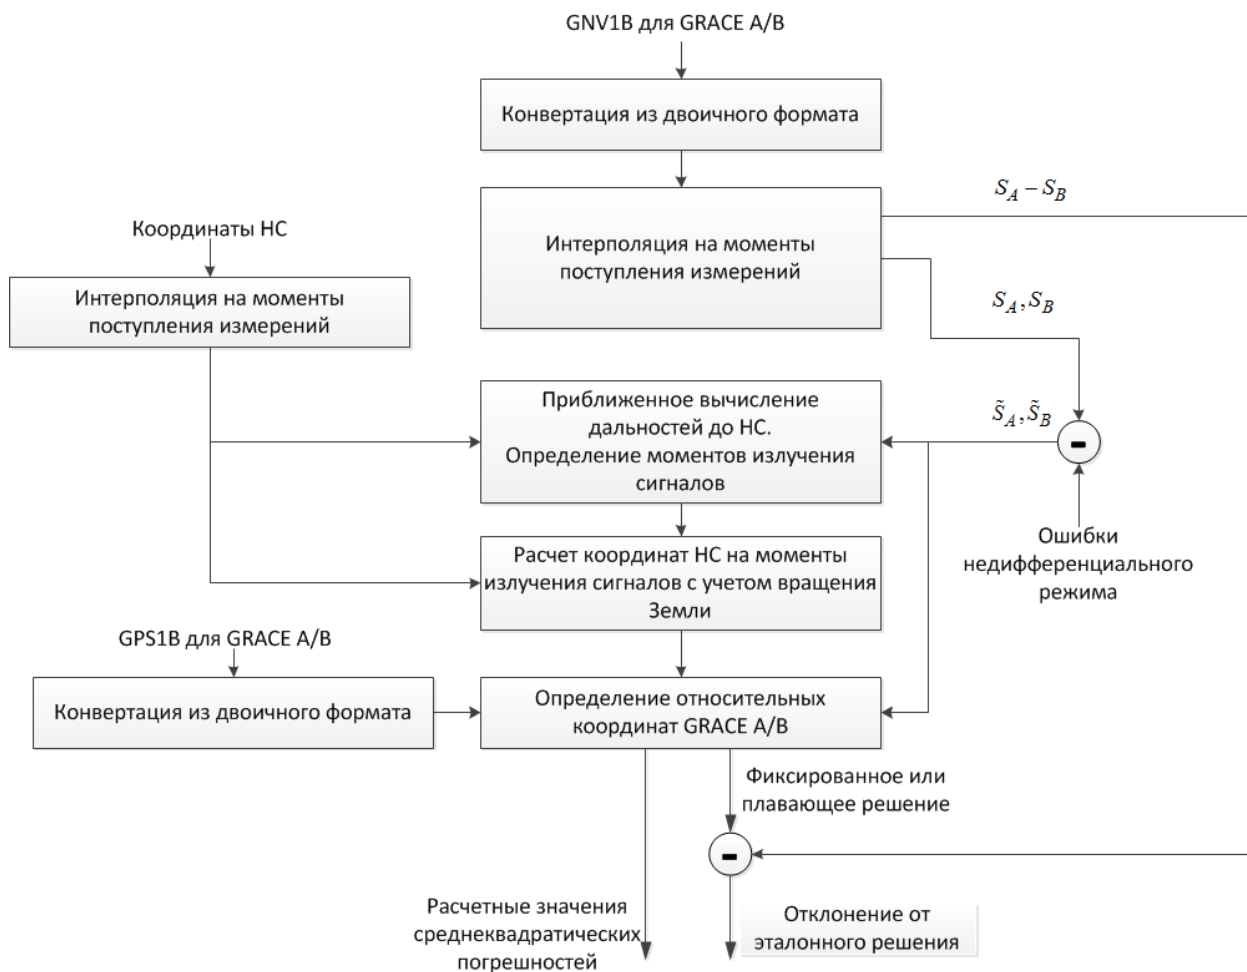 GNV1B для GRACE A/B
Конвертация из двоичного формата
S_A − S_B
Координаты НС
Интерполяция на моменты
поступления измерений
Интерполяция на моменты
поступления измерений
S_A, S_B
Приближенное вычисление
дальностей до НС.
Определение моментов излучения
сигналов
S̃_A, S̃_B
-
Ошибки
недифференциального
режима
Расчет координат НС на моменты
излучения сигналов с учетом вращения
Земли
GPS1B для GRACE A/B
Конвертация из двоичного формата
Определение относительных
координат GRACE A/B
Фиксированное или
плавающее решение
-
Расчетные значения
среднеквадратических
погрешностей
Отклонение от
эталонного решения